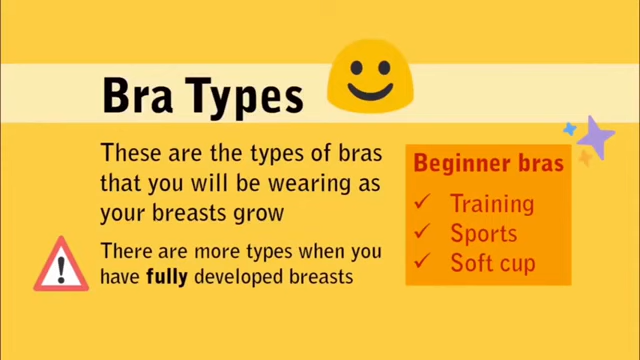 Bra Types
These are the types of bras
that you will be wearing as
your breasts grow
There are more types when you
have fully developed breasts
Beginner bras
✓ Training
✓ Sports
✓ Soft cup